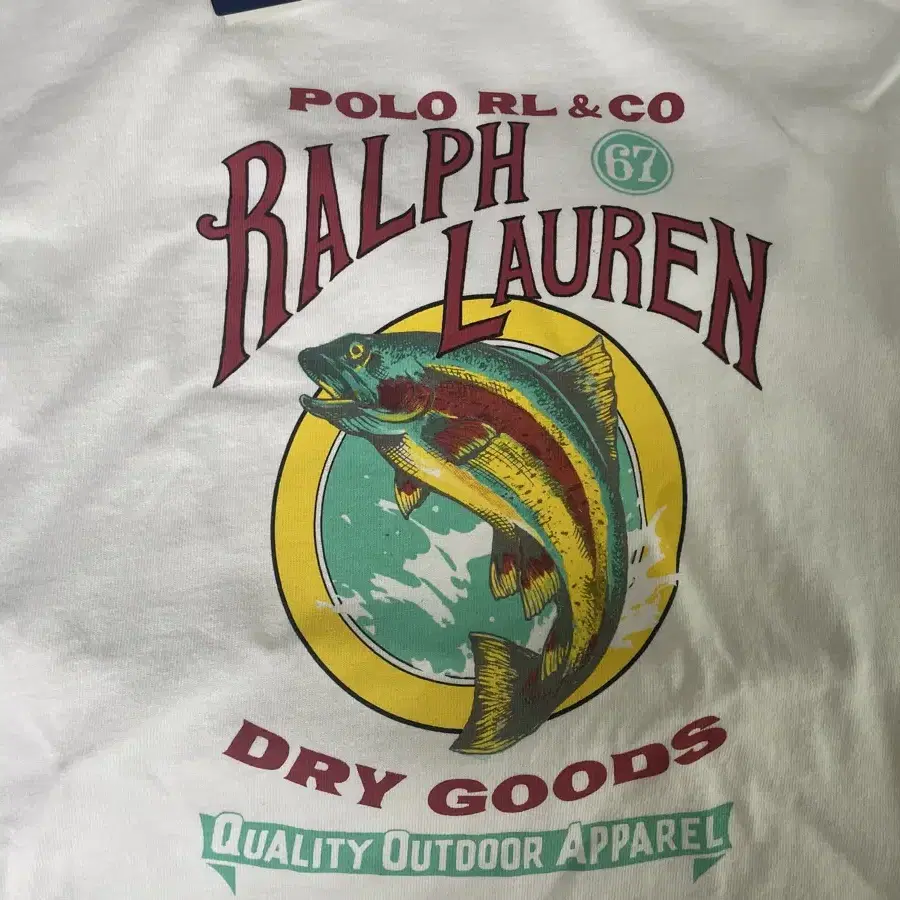 POLO RL & CO
67
RALPH
LAUREN
DRY GOODS
QUALITY OUTDOOR APPAREL